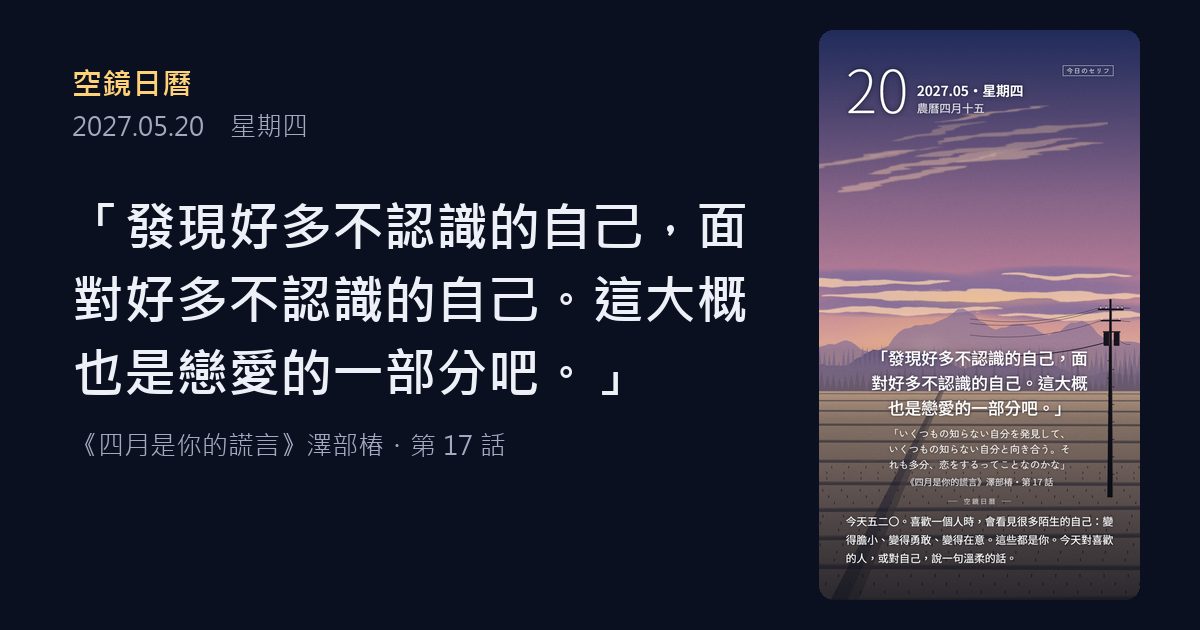 空鏡日曆
2027.05.20 星期四
「發現好多不認識的自己，面
對好多不認識的自己。這大概
也是戀愛的一部分吧。」
《四月是你的謊言》澤部椿・第 17 話
20
2027.05・星期四
農曆四月十五
今日のセリフ
「發現好多不認識的自己，面
對好多不認識的自己。這大概
也是戀愛的一部分吧。」
「いくつもの知らない自分を発見して、
いくつもの知らない自分と向き合う。そ
れも多分、恋をするってことなのかな」
《四月是你的謊言》澤部椿・第 17 話
空鏡日曆
今天五二〇。喜歡一個人時，會看見很多陌生的自己：變
得膽小、變得勇敢、變得在意。這些都是你。今天對喜歡
的人，或對自己，說一句溫柔的話。